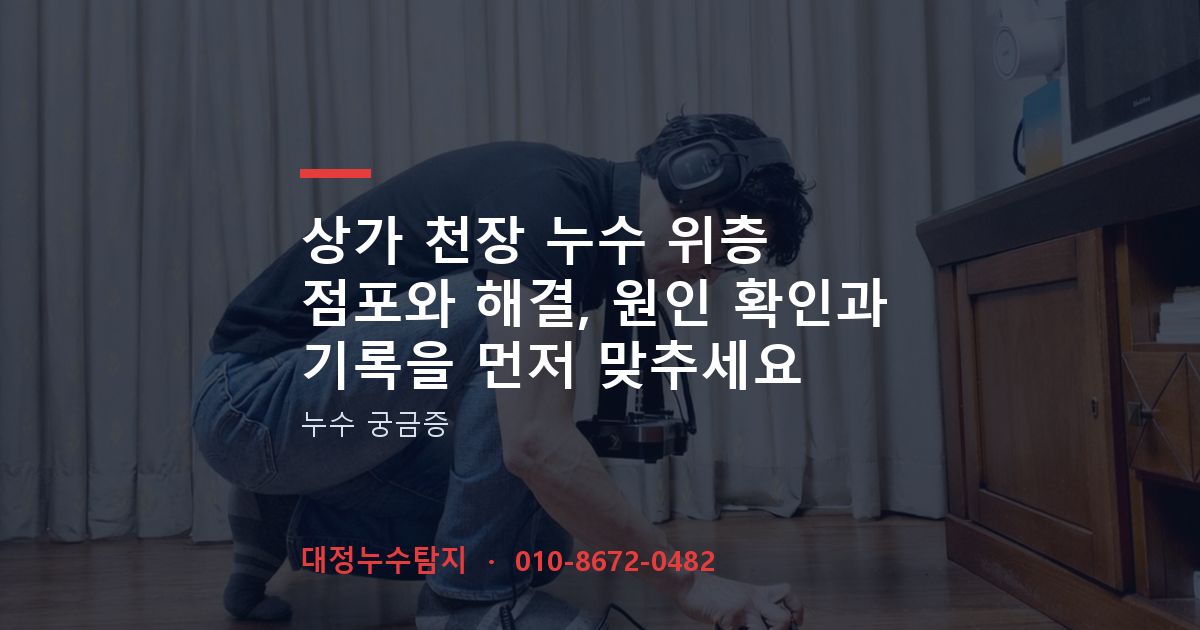 상가 천장 누수 위층
점포와 해결, 원인 확인과
기록을 먼저 맞추세요
누수 궁금증
대정누수탐지 · 010-8672-0482